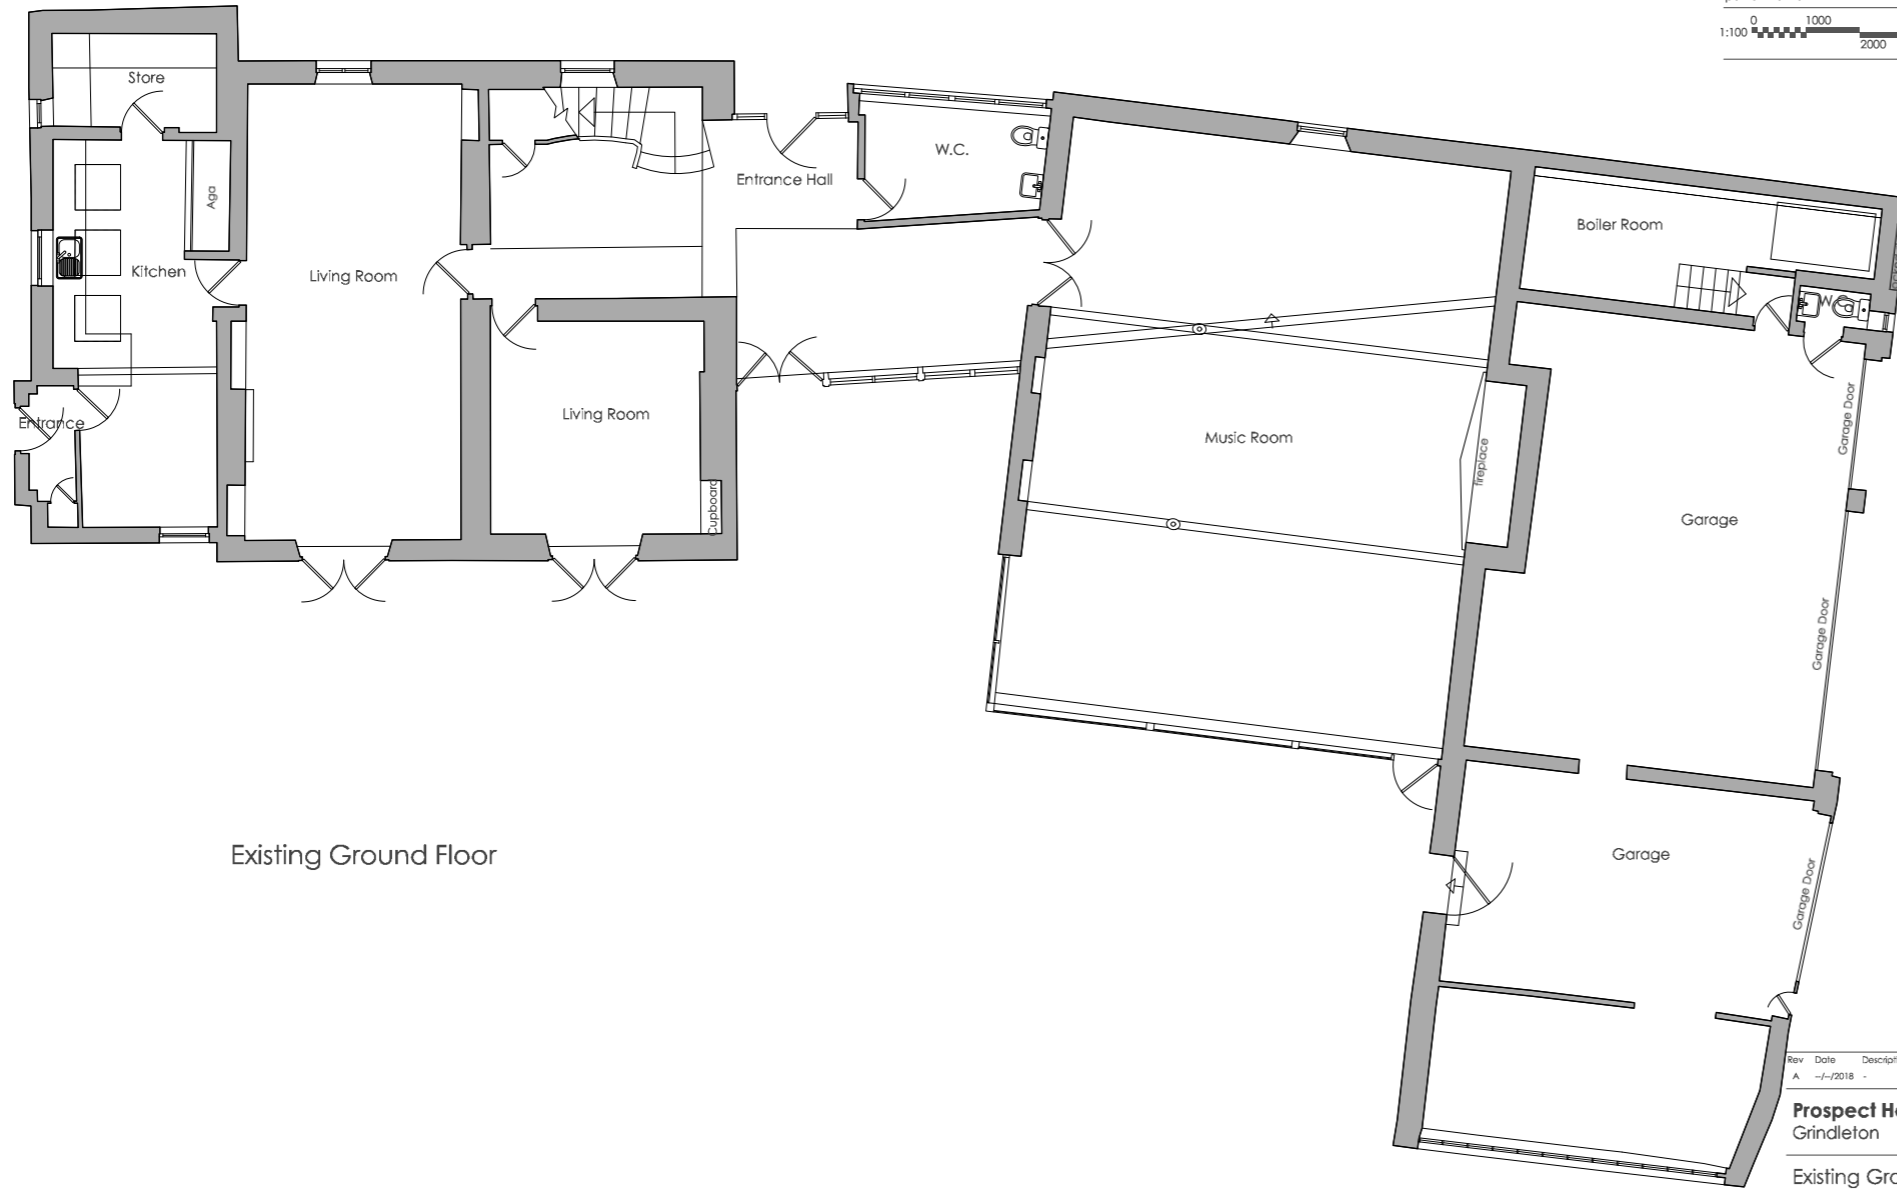 0 1000
1:100
2000
Store
Aga
Kitchen
Living Room
Entrance
Living Room
Cupboard
Entrance Hall
W.C.
Music Room
fireplace
Boiler Room
W
Garage Door
Garage
Garage Door
Garage
Garage Door
Existing Ground Floor
Rev Date
A --/--/2018 -
Prospect
Grindleton
Existing